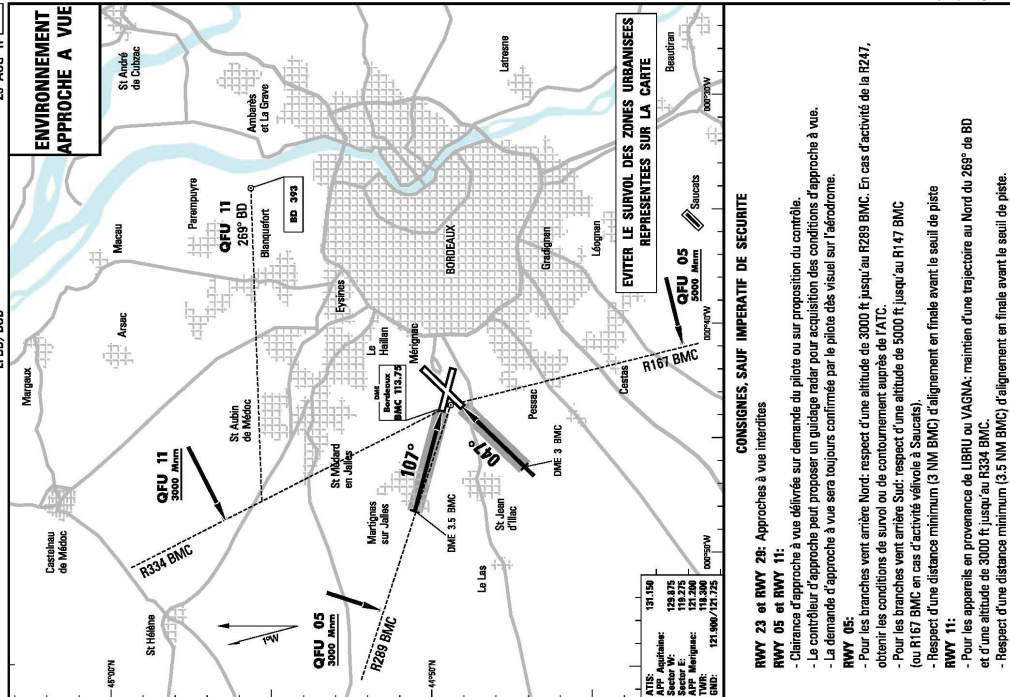 ENVIRONNEMENT
APPROCHE A VUE
St André
de Cubzac
Ambarès
et La Grave
Latresne
Beautiran
Margaux
Macau
Arsac
Parempuyre
QFU 11
269° BD
Blanquefort
BD 393
BORDEAUX
Eysines
Le
Haillan
Mérignac
Gradignan
Léognan
Saucats
Pessac
Cestas
Castelnau
de Médoc
St Hélène
St Aubin
de Médoc
St Médard
en Jalles
Martignas
sur Jalles
St Jean
d'Illac
Le Las
QFU 11
3000 Mnm
R334 BMC
DME
Bordeaux
BMC 113.75
107°
047°
DME 3.5 BMC
DME 3 BMC
R167 BMC
QFU 05
5000 Mnm
QFU 05
3000 Mnm
R289 BMC
1°W
45°00'N
44°50'N
000°50'W
000°40'W
000°30'W
EVITER LE SURVOL DES ZONES URBANISEES
REPRESENTEES SUR LA CARTE
ATIS: 131.150
APP Aquitaine:
Sector W: 129.875
Sector E: 119.275
APP Merignac: 121.200
TWR: 118.300
GND: 121.900/121.725
CONSIGNES, SAUF IMPERATIF DE SECURITE
RWY 23 et RWY 29: Approches à vue interdites
RWY 05 et RWY 11:
- Clairance d'approche à vue délivrée sur demande du pilote ou sur proposition du contrôle.
- Le contrôleur d'approche peut proposer un guidage radar pour acquisition des conditions d'approche à vue.
- La demande d'approche à vue sera toujours confirmée par le pilote dès visuel sur l'aérodrome.
RWY 05:
- Pour les branches vent arrière Nord: respect d'une altitude de 3000 ft jusqu'au R289 BMC. En cas d'activité de la R247,
obtenir les conditions de survol ou de contournement auprès de l'ATC.
- Pour les branches vent arrière Sud: respect d'une altitude de 5000 ft jusqu'au R147 BMC
(ou R167 BMC en cas d'activité vélivole à Saucats).
- Respect d'une distance minimum (3 NM BMC) d'alignement en finale avant le seuil de piste
RWY 11:
- Pour les appareils en provenance de LIBRU ou VAGNA: maintien d'une trajectoire au Nord du 269° de BD
et d'une altitude de 3000 ft jusqu'au R334 BMC.
- Respect d'une distance minimum (3.5 NM BMC) d'alignement en finale avant le seuil de piste.